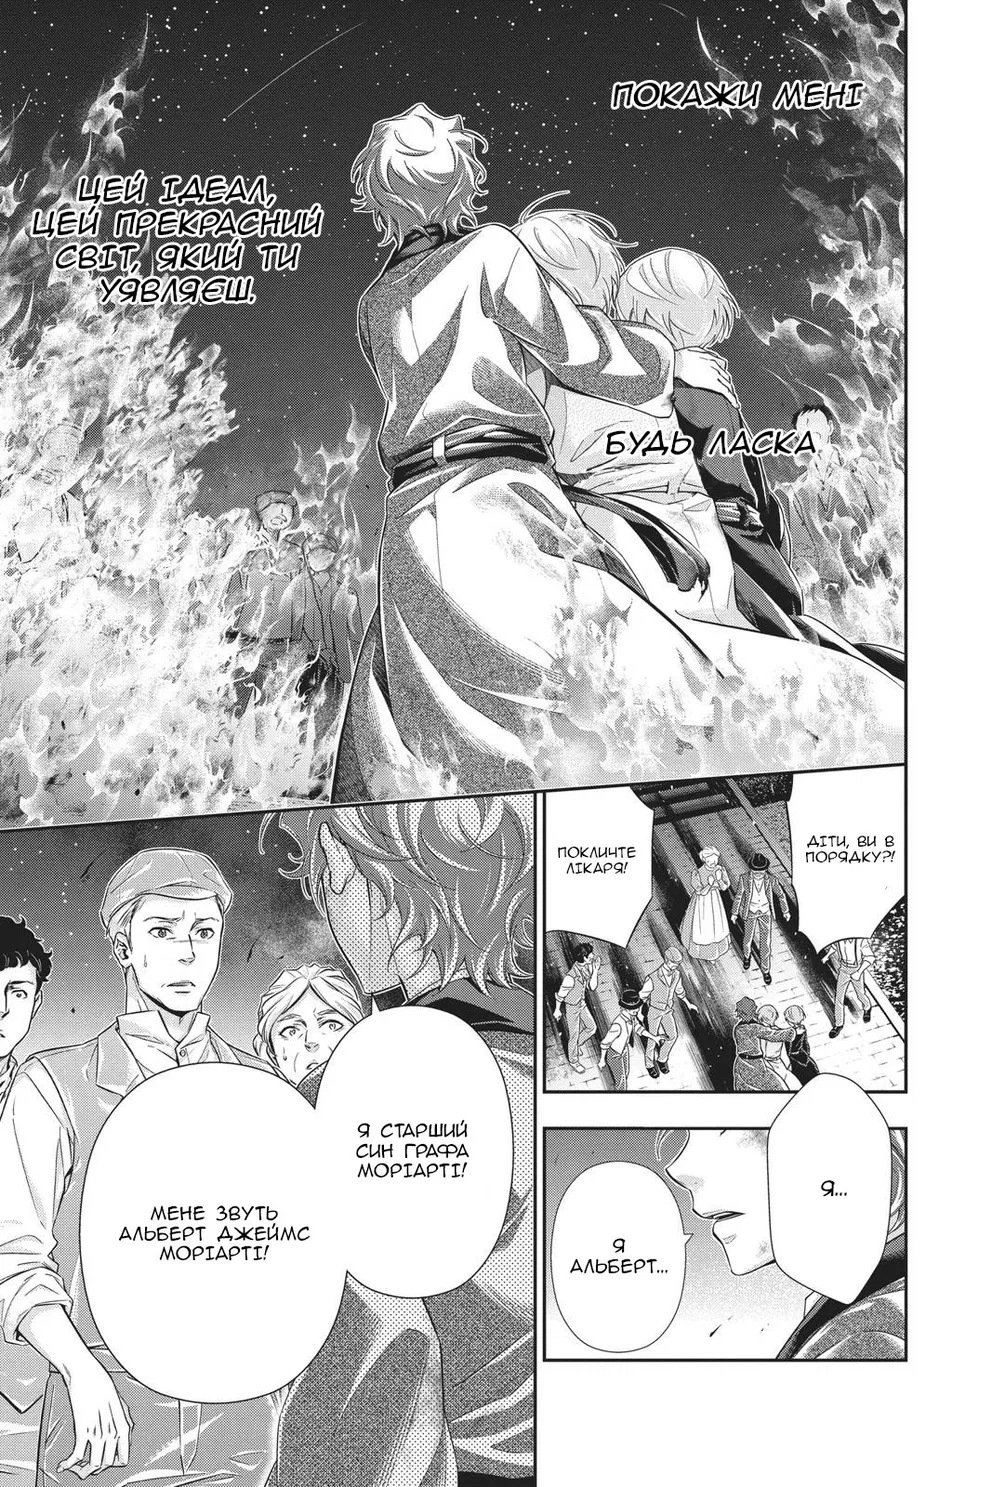 ПОКАЖИ МЕНІ
ЦЕЙ ІДЕАЛ,
ЦЕЙ ПРЕКРАСНИЙ
СВІТ, ЯКИЙ ТИ
УЯВЛЯЄШ.
БУДЬ ЛАСКА
ДІТИ, ВИ В
ПОРЯДКУ?!
ПОКЛИЧТЕ
ЛІКАРЯ!
Я...
Я
АЛЬБЕРТ...
Я СТАРШИЙ
СИН ГРАФА
МОРІАРТІ!
МЕНЕ ЗВУТЬ
АЛЬБЕРТ ДЖЕЙМС
МОРІАРТІ!